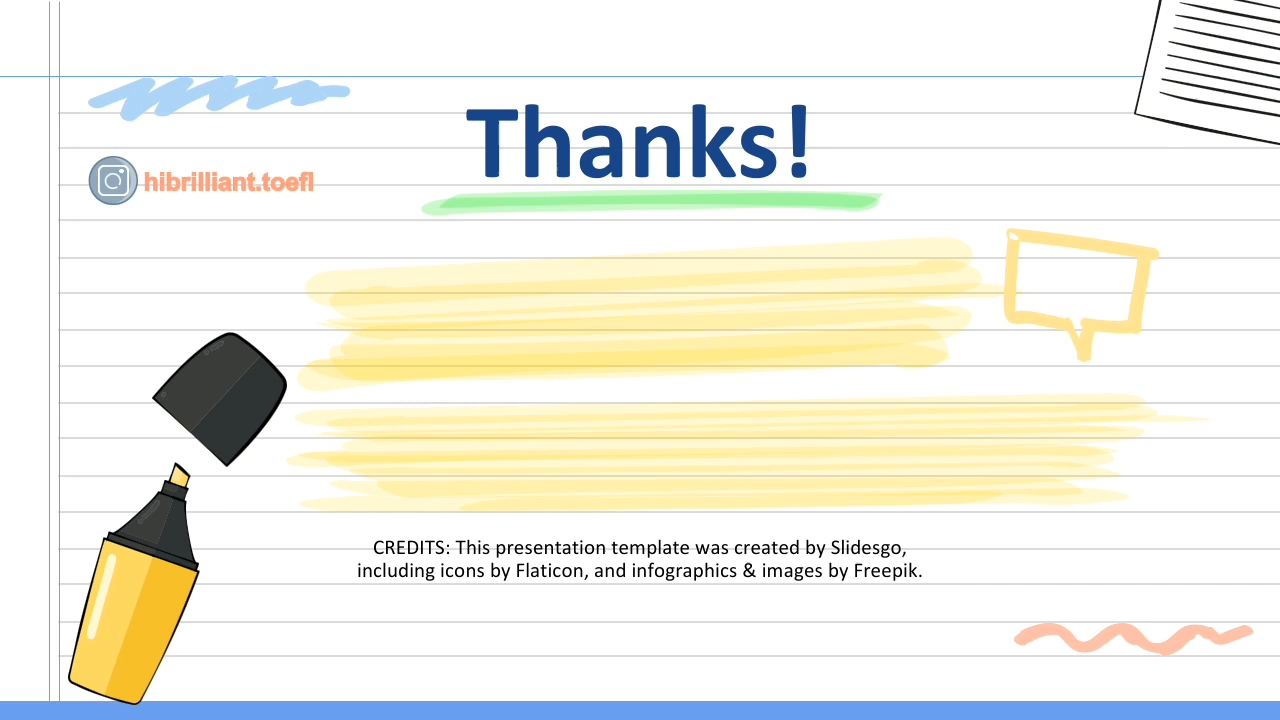 Thanks!
hibrilliant.toefl
CREDITS: This presentation template was created by Slidesgo,
including icons by Flaticon, and infographics & images by Freepik.